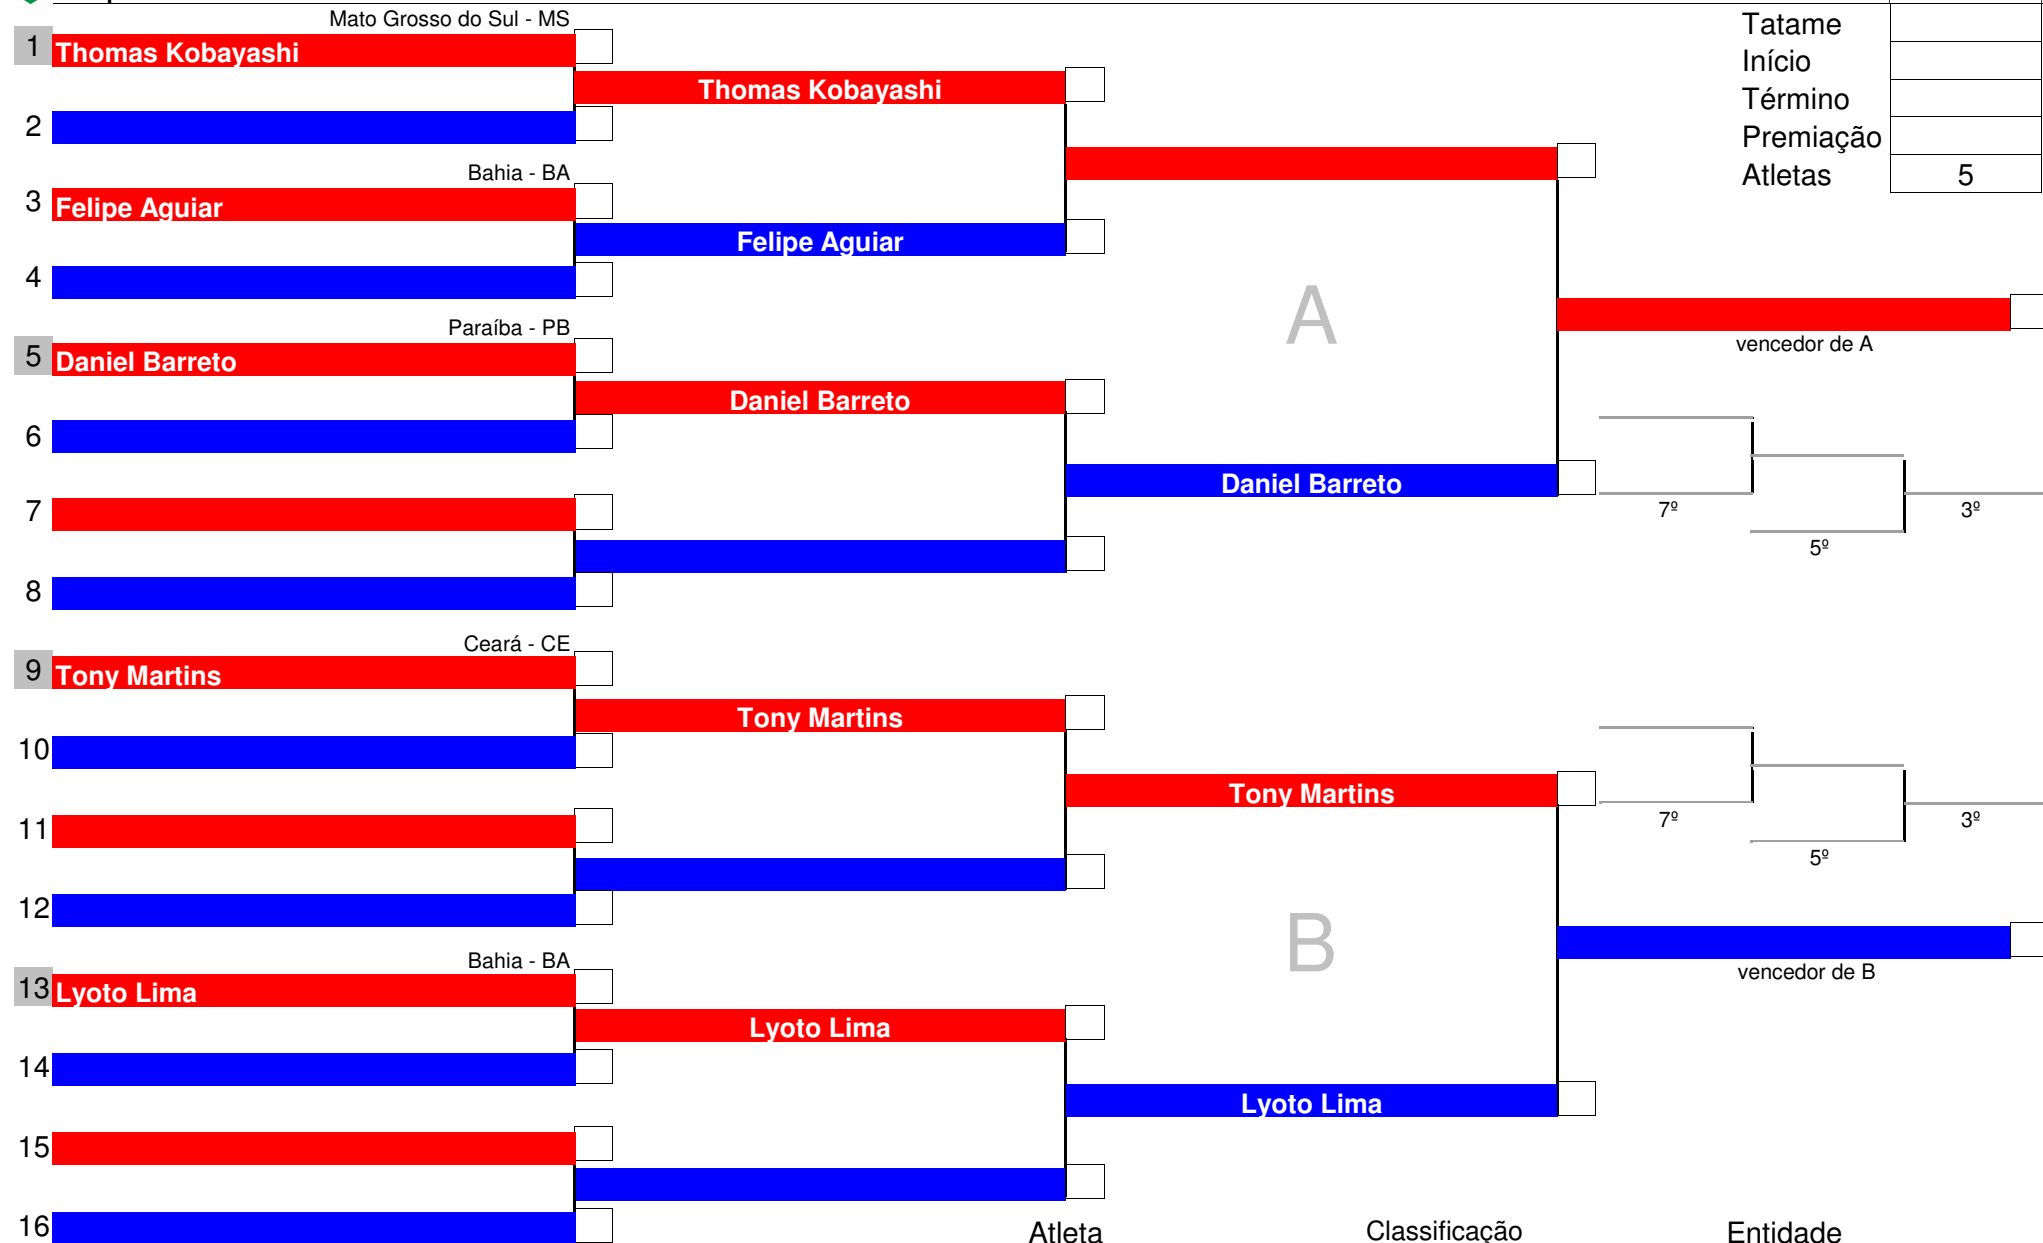 Mato Grosso do Sul - MS
1 Thomas Kobayashi
Thomas Kobayashi
2
Bahia - BA
3 Felipe Aguiar
Felipe Aguiar
4
Paraíba - PB
5 Daniel Barreto
Daniel Barreto
6
Daniel Barreto
7
8
Ceará - CE
9 Tony Martins
Tony Martins
10
Tony Martins
11
12
Bahia - BA
13 Lyoto Lima
Lyoto Lima
14
Lyoto Lima
15
16
A
B
Tatame
Início
Término
Premiação
Atletas 5
vencedor de A
7º
3º
5º
7º
3º
5º
vencedor de B
Atleta Classificação Entidade